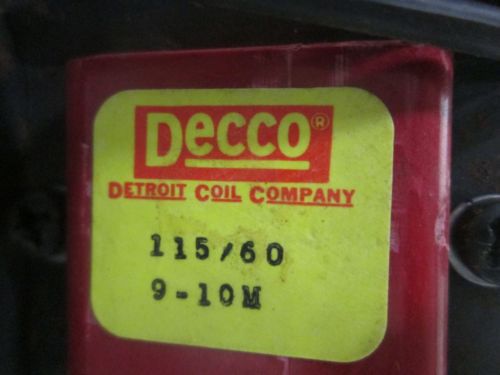 Decco®
DETROIT COIL COMPANY
115/60
9-10M